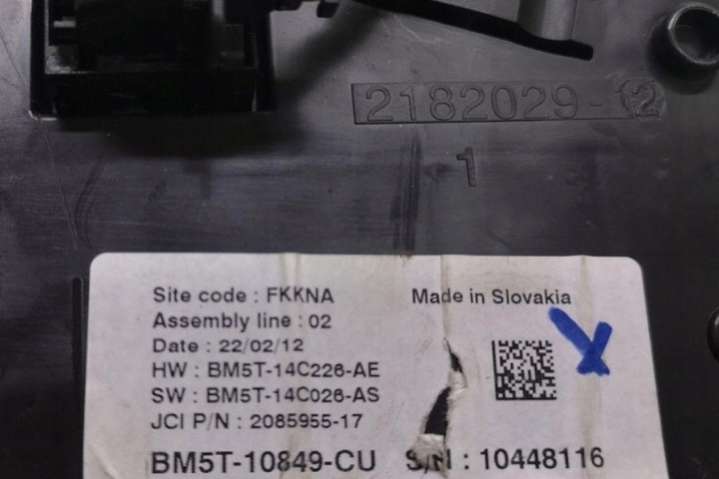 2182029-12
1
Site code : FKKNA
Made in Slovakia
Assembly line : 02
Date : 22/02/12
HW : BM5T-14C226-AE
SW : BM5T-14C026-AS
JCI P/N : 2085955-17
BM5T-10849-CU S/N : 10448116